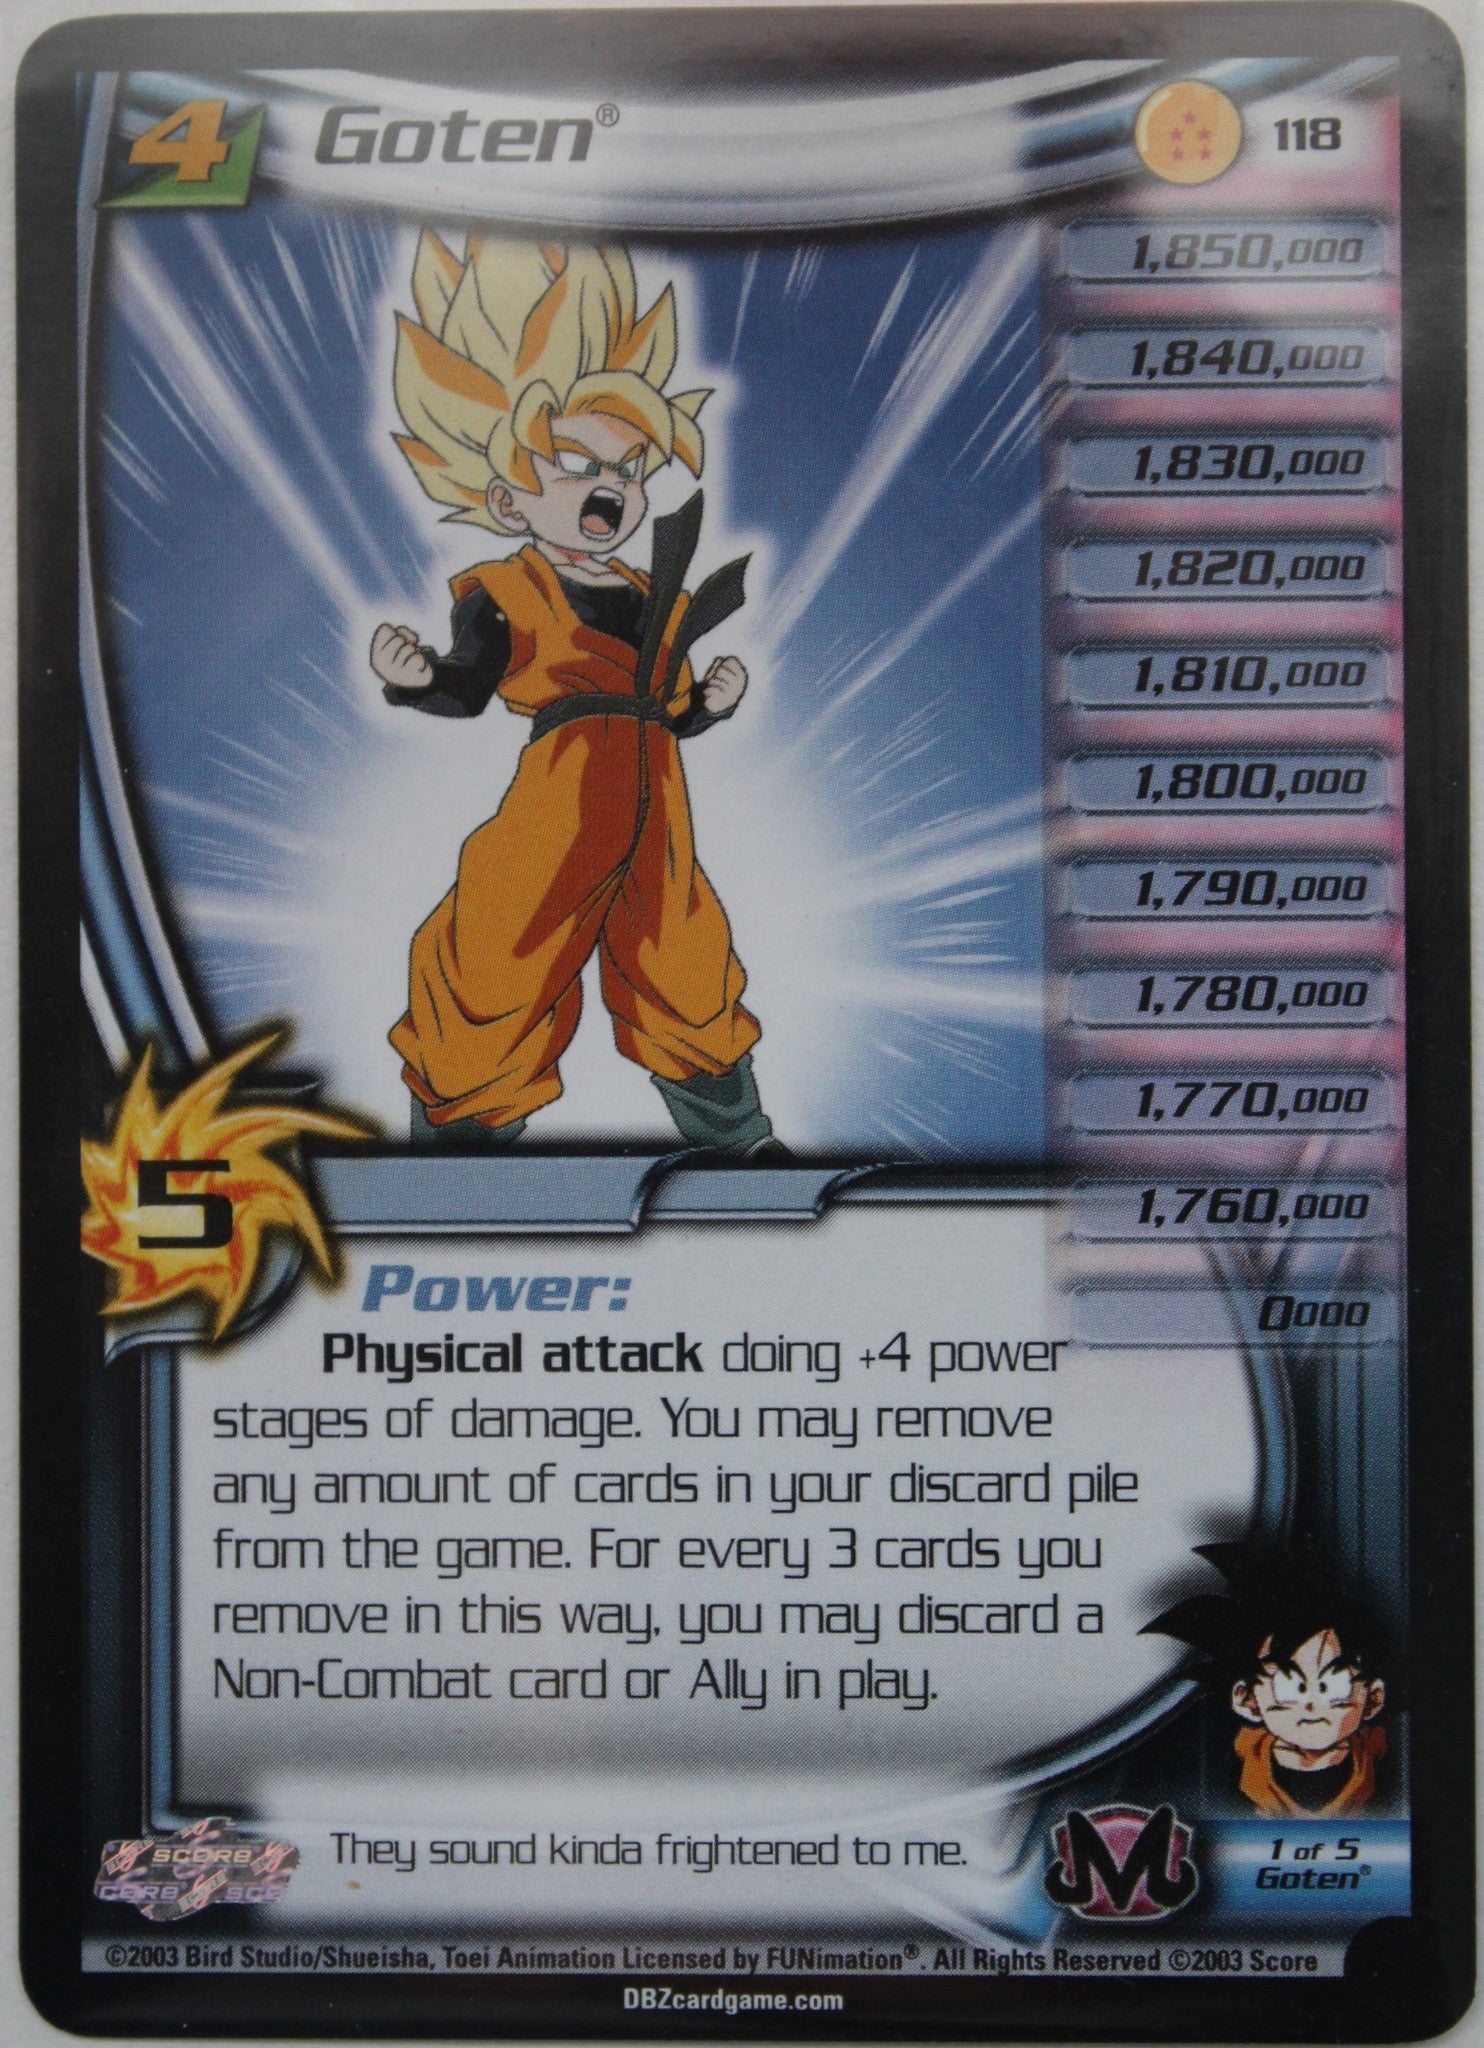 4 Goten® 118
1,850,000
1,840,000
1,830,000
1,820,000
1,810,000
1,800,000
1,790,000
1,780,000
1,770,000
1,760,000
0000
5
Power:
Physical attack doing +4 power
stages of damage. You may remove
any amount of cards in your discard pile
from the game. For every 3 cards you
remove in this way, you may discard a
Non-Combat card or Ally in play.
They sound kinda frightened to me.
SCORE
M
1 of 5
Goten®
©2003 Bird Studio/Shueisha, Toei Animation Licensed by FUNimation®. All Rights Reserved ©2003 Score
DBZcardgame.com